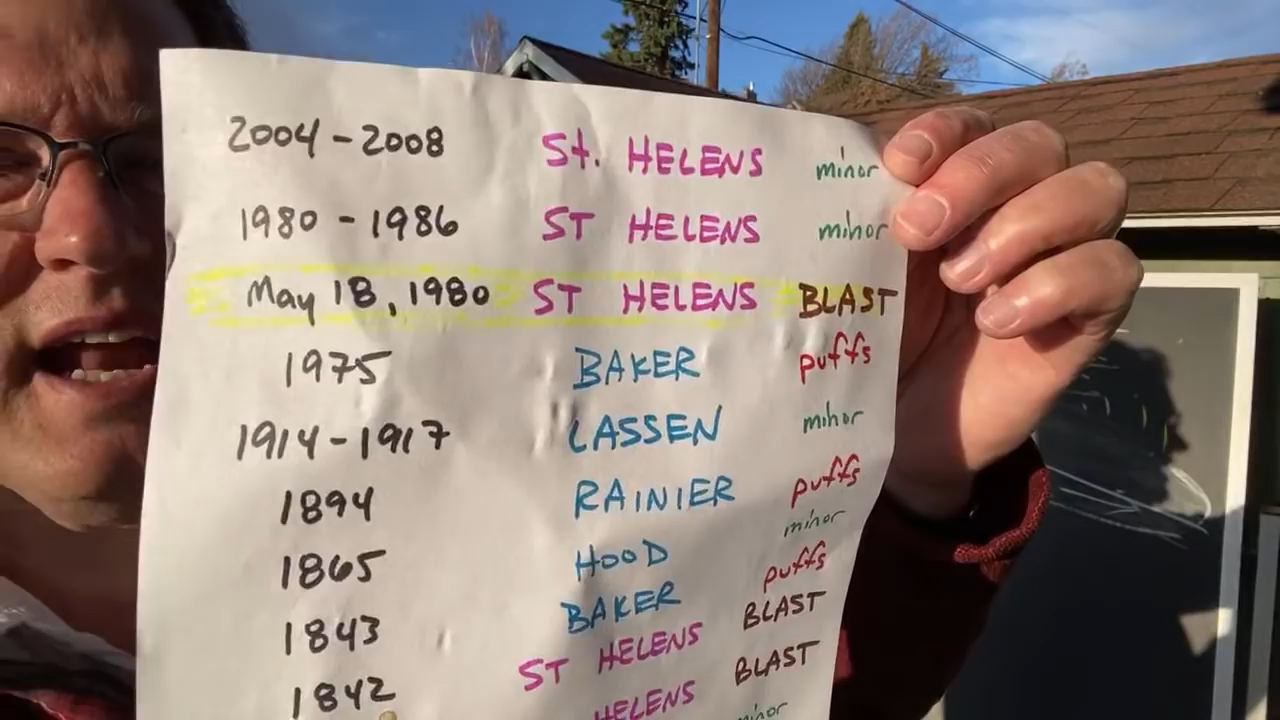 2004-2008 St. HELENS minor
1980-1986 ST HELENS minor
May 18, 1980 ST HELENS BLAST
1975 BAKER puffs
1914-1917 LASSEN minor
1894 RAINIER puffs
1865 HOOD minor
1843 BAKER puffs
1842 ST HELENS BLAST
HELENS BLAST
minor